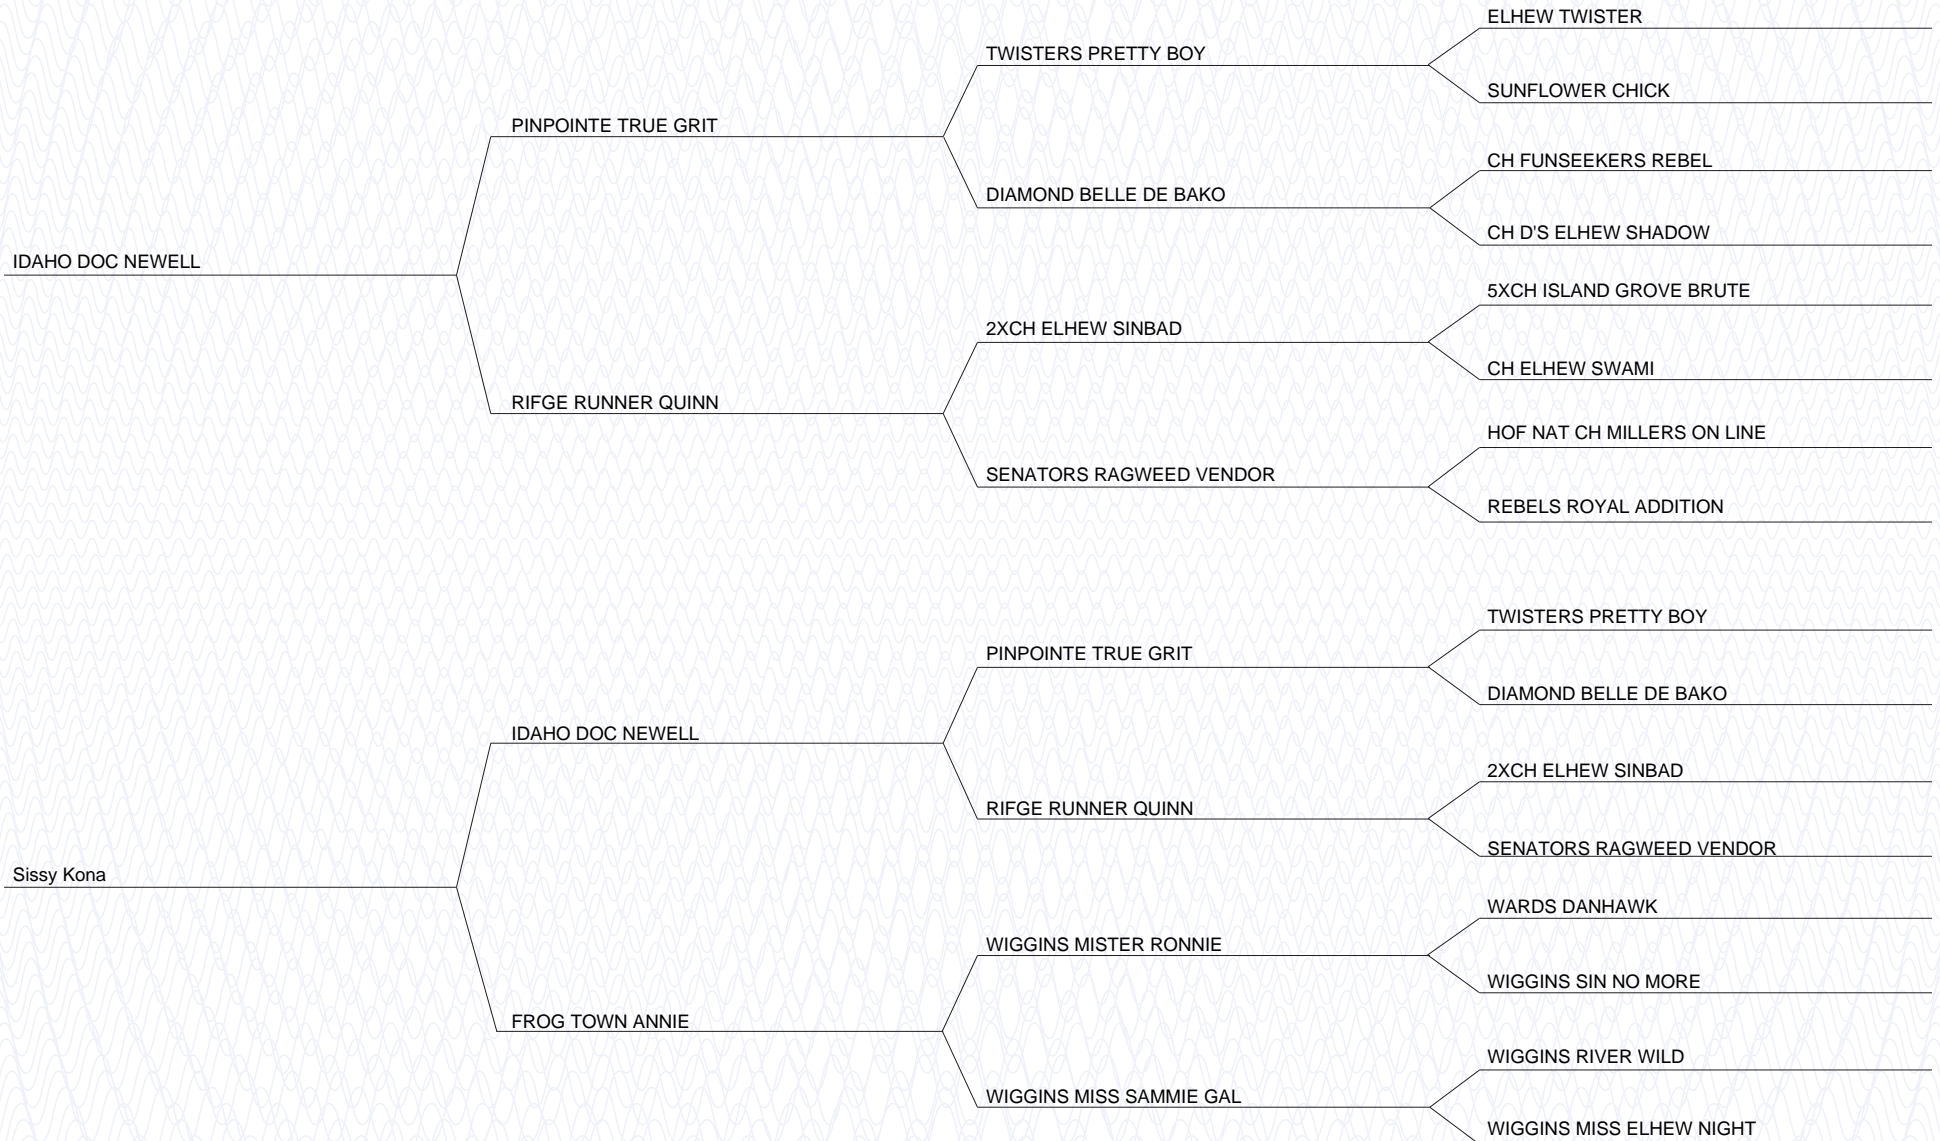 ELHEW TWISTER
TWISTERS PRETTY BOY
SUNFLOWER CHICK
PINPOINTE TRUE GRIT
CH FUNSEEKERS REBEL
DIAMOND BELLE DE BAKO
CH D'S ELHEW SHADOW
IDAHO DOC NEWELL
5XCH ISLAND GROVE BRUTE
2XCH ELHEW SINBAD
CH ELHEW SWAMI
RIFGE RUNNER QUINN
HOF NAT CH MILLERS ON LINE
SENATORS RAGWEED VENDOR
REBELS ROYAL ADDITION
TWISTERS PRETTY BOY
PINPOINTE TRUE GRIT
DIAMOND BELLE DE BAKO
IDAHO DOC NEWELL
2XCH ELHEW SINBAD
RIFGE RUNNER QUINN
SENATORS RAGWEED VENDOR
Sissy Kona
WARDS DANHAWK
WIGGINS MISTER RONNIE
WIGGINS SIN NO MORE
FROG TOWN ANNIE
WIGGINS RIVER WILD
WIGGINS MISS SAMMIE GAL
WIGGINS MISS ELHEW NIGHT